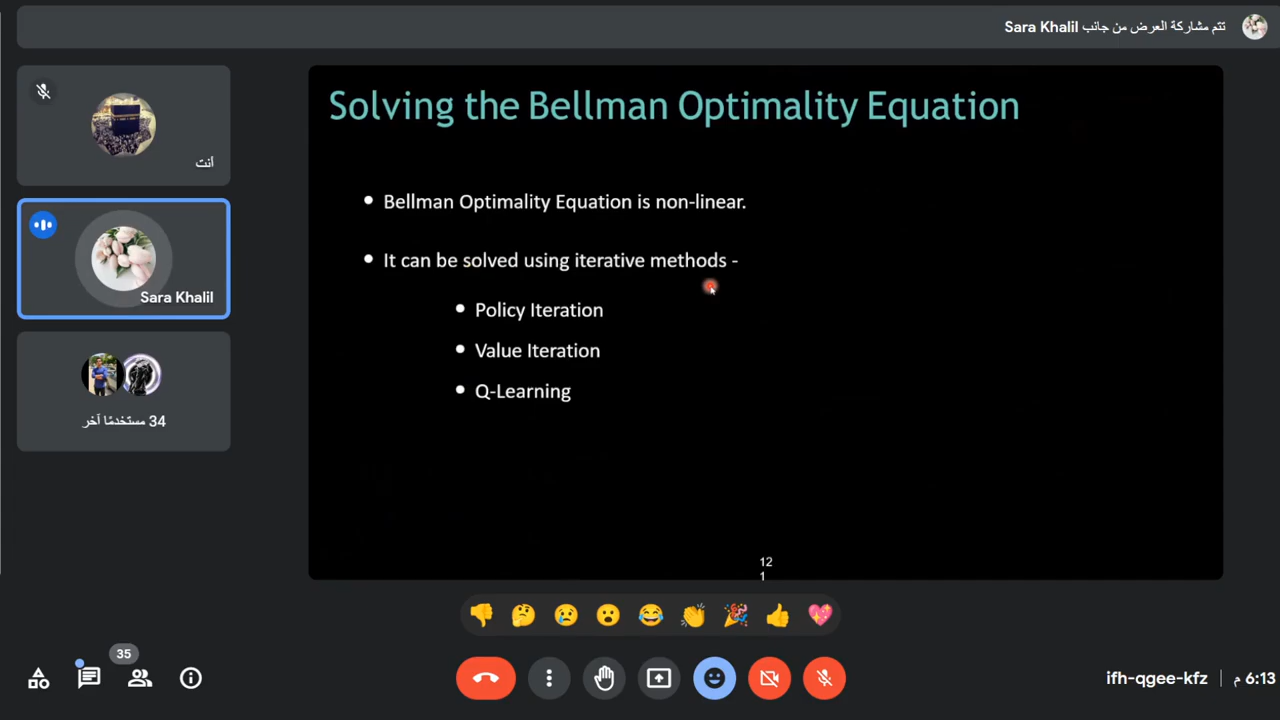 تتم مشاركة العرض من جانب Sara Khalil
أنت
Sara Khalil
34 مستخدمًا آخر
Solving the Bellman Optimality Equation
• Bellman Optimality Equation is non-linear.
• It can be solved using iterative methods -
• Policy Iteration
• Value Iteration
• Q-Learning
12
1
35
ifh-qgee-kfz
6:13 م